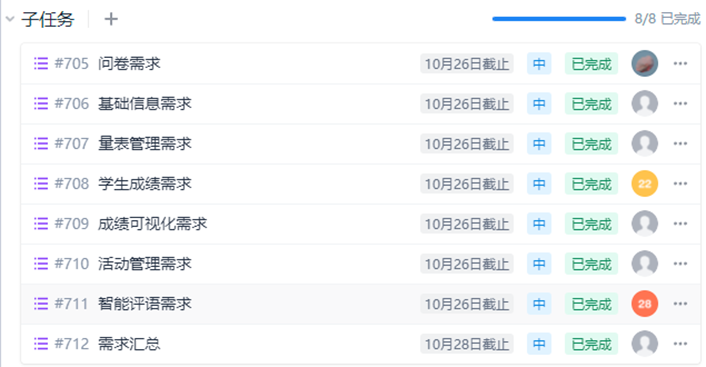 子任务 8/8 已完成
#705 问卷需求 10月26日截止 中 已完成
#706 基础信息需求 10月26日截止 中 已完成
#707 量表管理需求 10月26日截止 中 已完成
#708 学生成绩需求 10月26日截止 中 已完成 22
#709 成绩可视化需求 10月26日截止 中 已完成
#710 活动管理需求 10月26日截止 中 已完成
#711 智能评语需求 10月26日截止 中 已完成 28
#712 需求汇总 10月28日截止 中 已完成